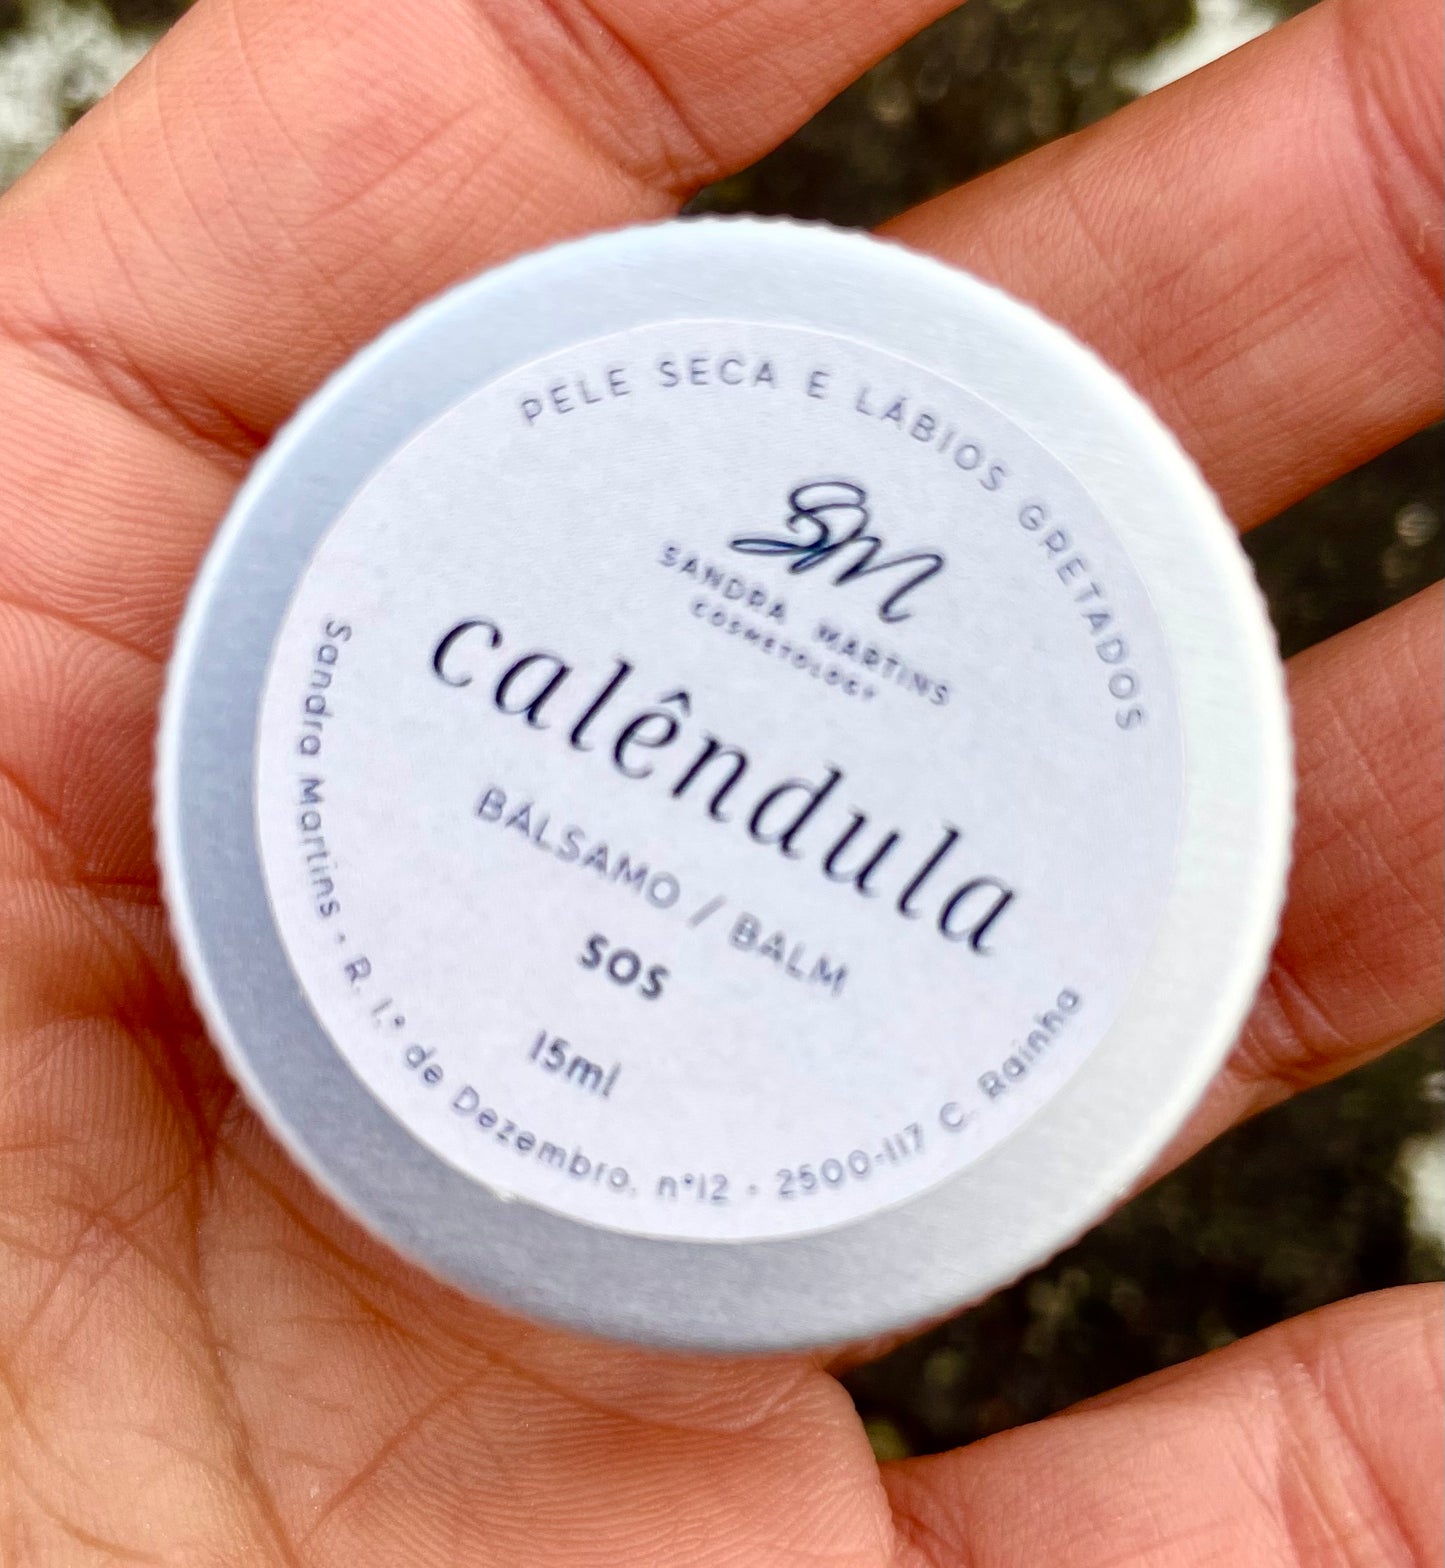 PELE SECA E LÁBIOS GRETADOS
SM
SANDRA MARTINS
COSMETOLOGY
calêndula
BÁLSAMO / BALM
SOS
15ml
Sandra Martins • R. 1.º de Dezembro, nº12 • 2500-117 C. Rainha